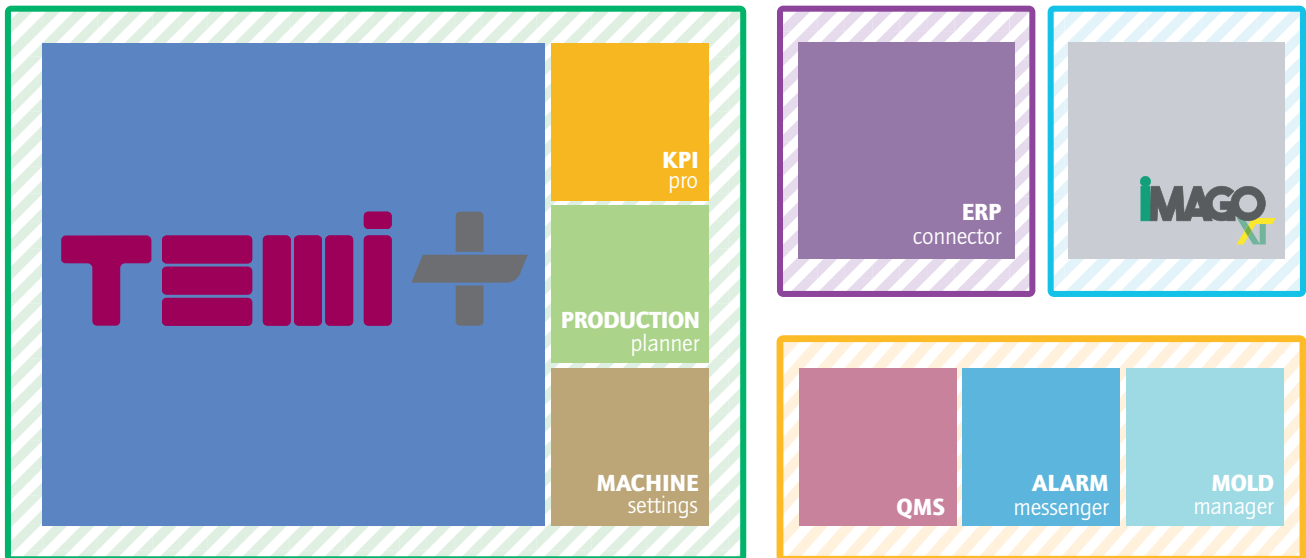 TEMI+
KPI
pro
PRODUCTION
planner
MACHINE
settings
ERP
connector
iMAGO
XT
QMS
ALARM
messenger
MOLD
manager